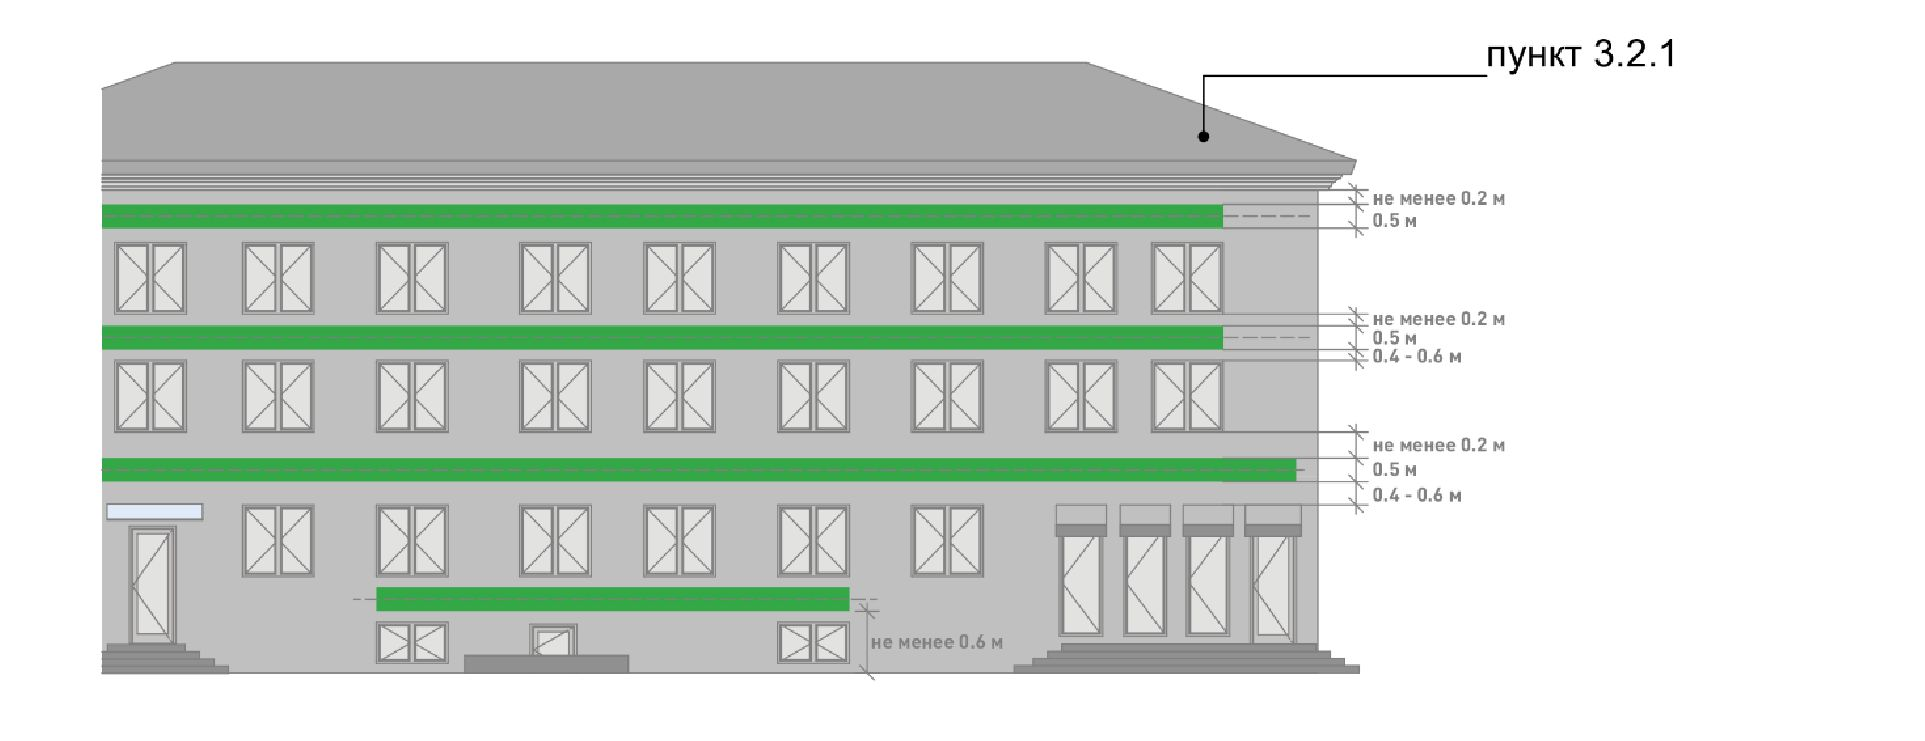 пункт 3.2.1
не менее 0.2 м
0.5 м
не менее 0.2 м
0.5 м
0.4 - 0.6 м
не менее 0.2 м
0.5 м
0.4 - 0.6 м
не менее 0.6 м